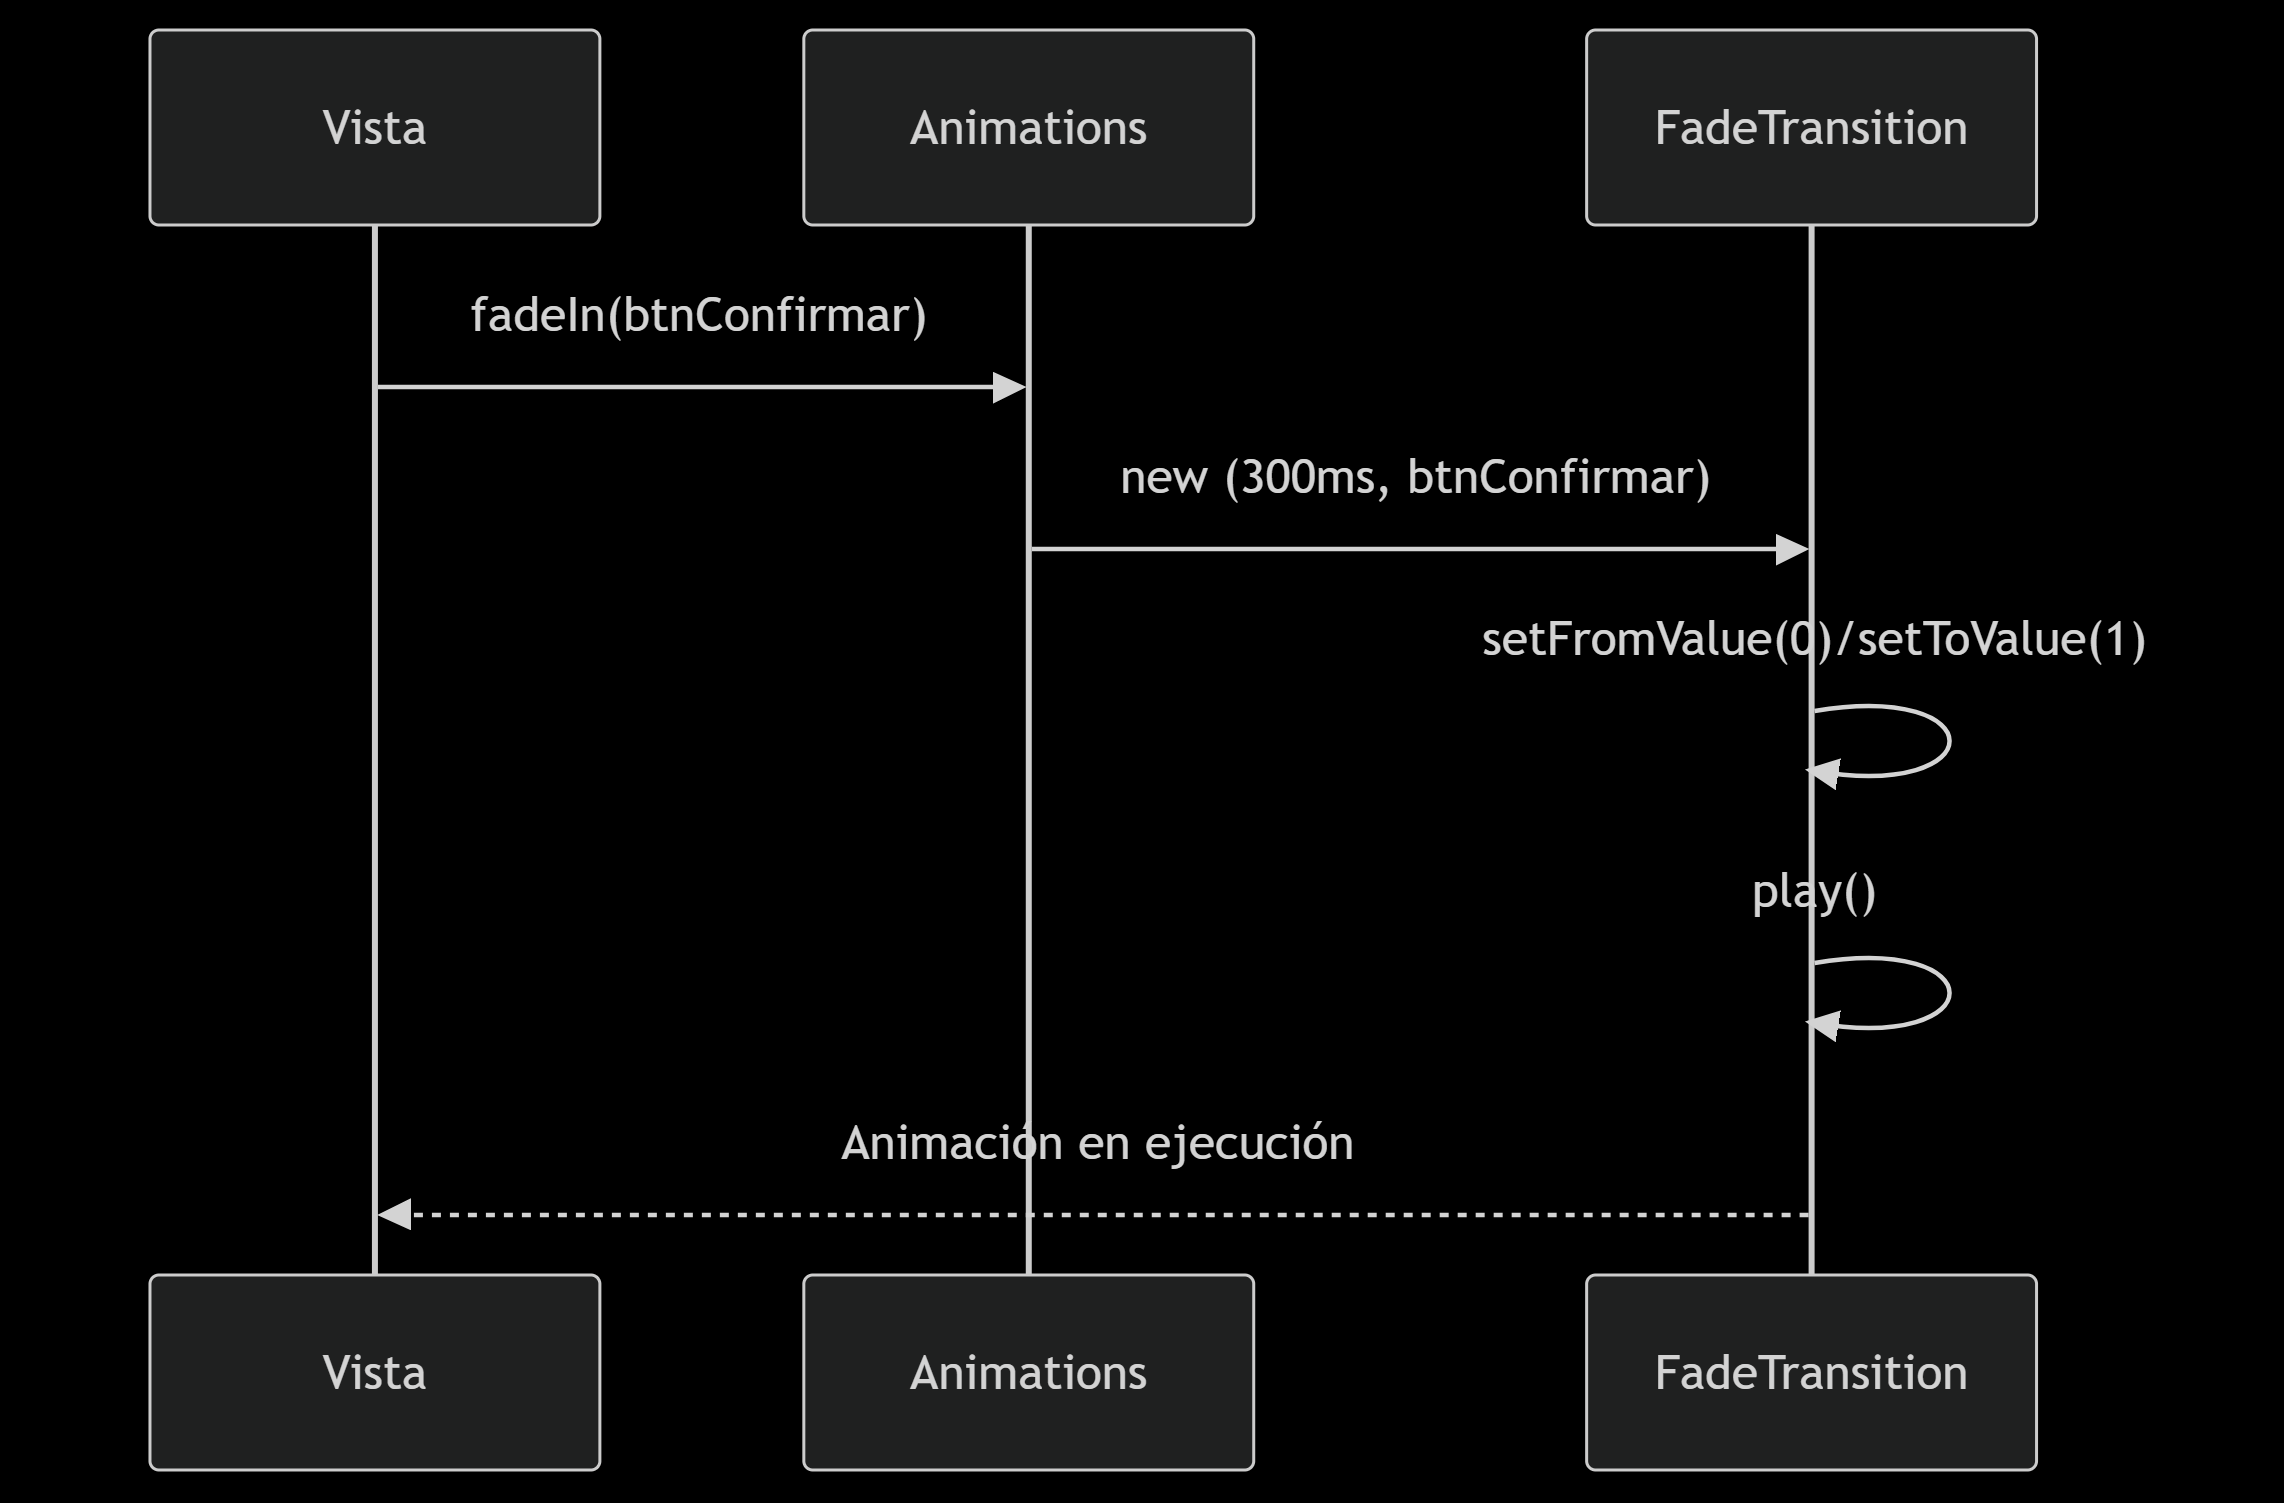 Vista
Animations
FadeTransition
fadeIn(btnConfirmar)
new (300ms, btnConfirmar)
setFromValue(0)/setToValue(1)
play()
Animación en ejecución
Vista
Animations
FadeTransition